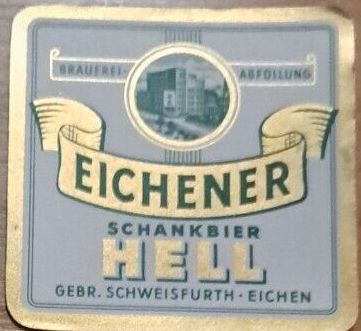 BRAUEREI- ABFÜLLUNG
EICHENER
SCHANKBIER
HELL
GEBR. SCHWEISFURTH · EICHEN